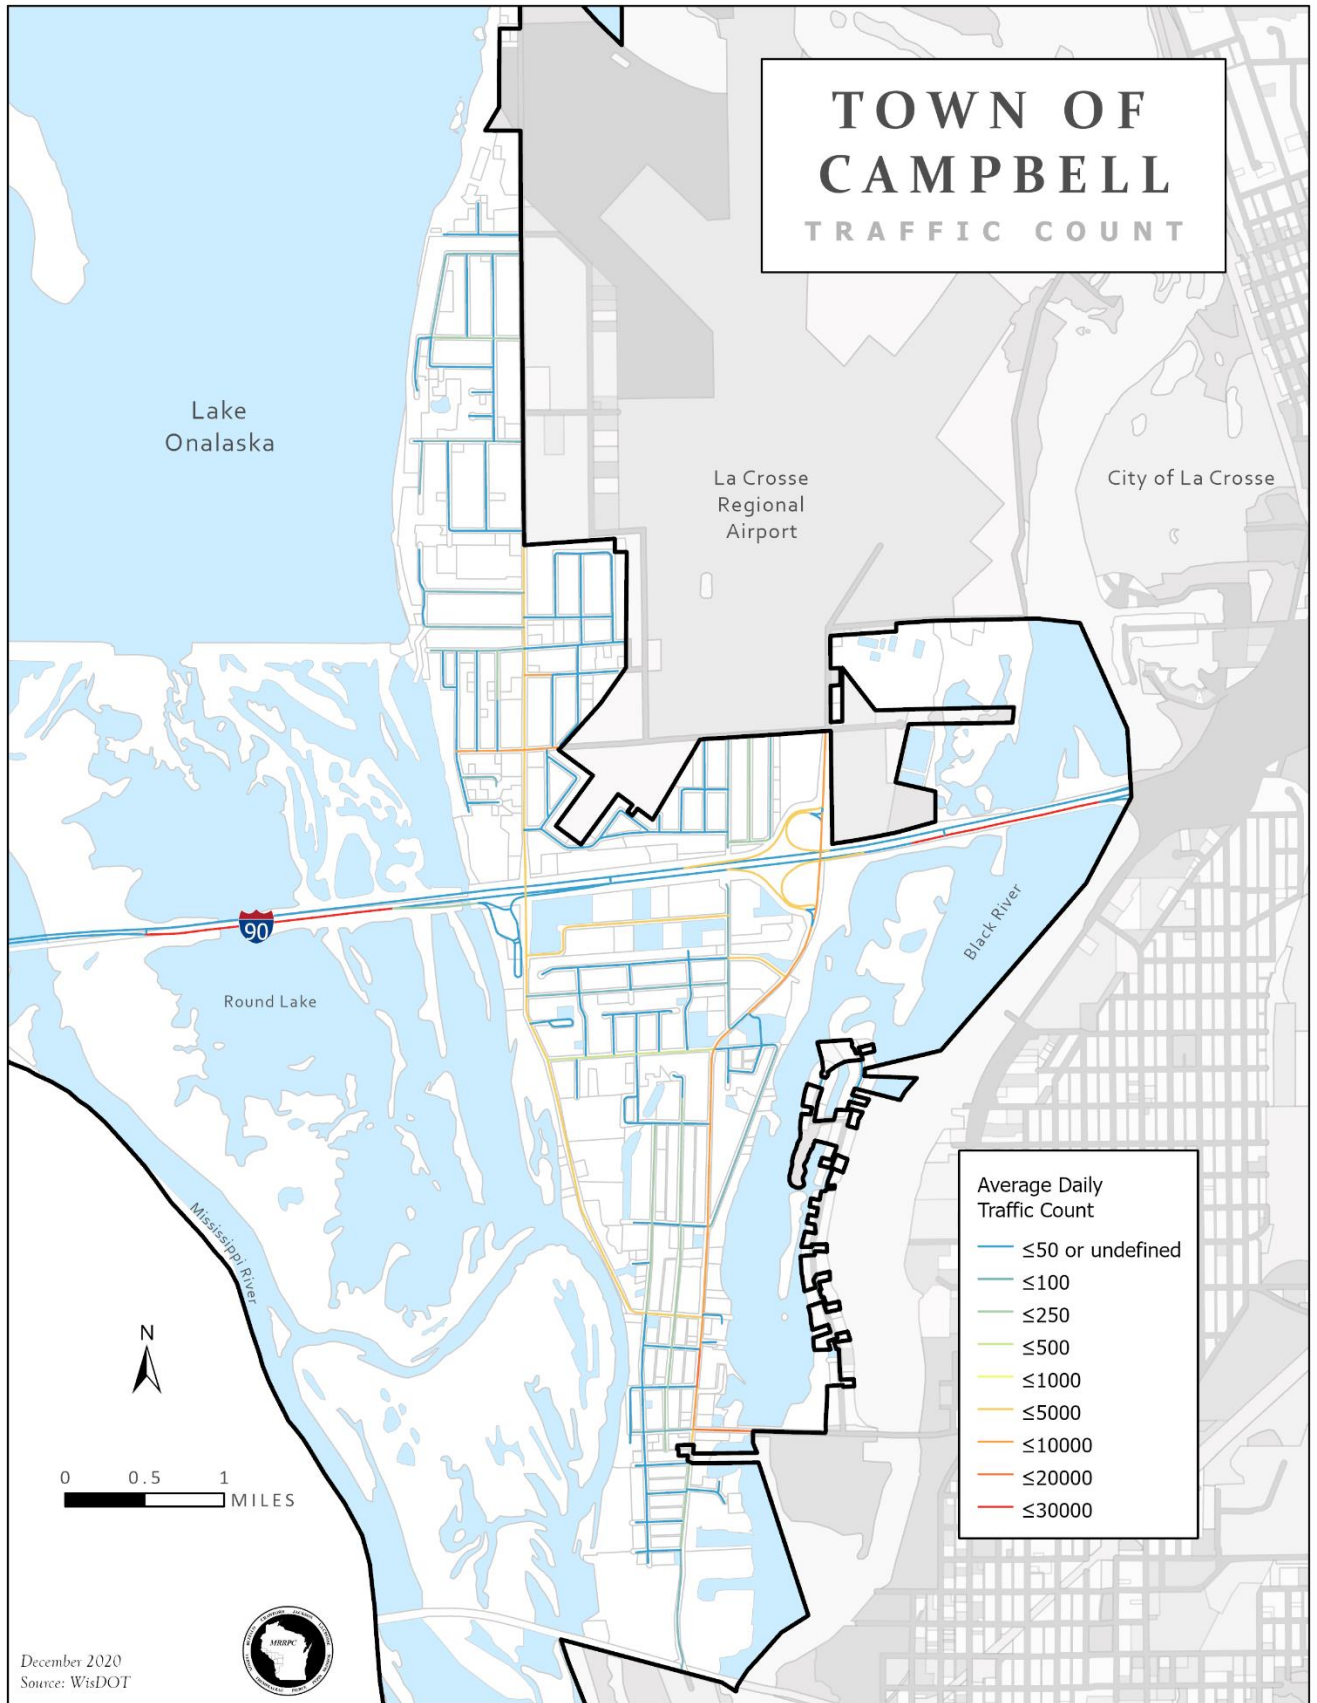 TOWN OF
CAMPBELL
TRAFFIC COUNT
Lake
Onalaska
La Crosse
Regional
Airport
City of La Crosse
90
Black River
Round Lake
Mississippi River
Average Daily
Traffic Count
≤50 or undefined
≤100
≤250
≤500
≤1000
≤5000
≤10000
≤20000
≤30000
N
0 0.5 1
MILES
MRRPC
December 2020
Source: WisDOT